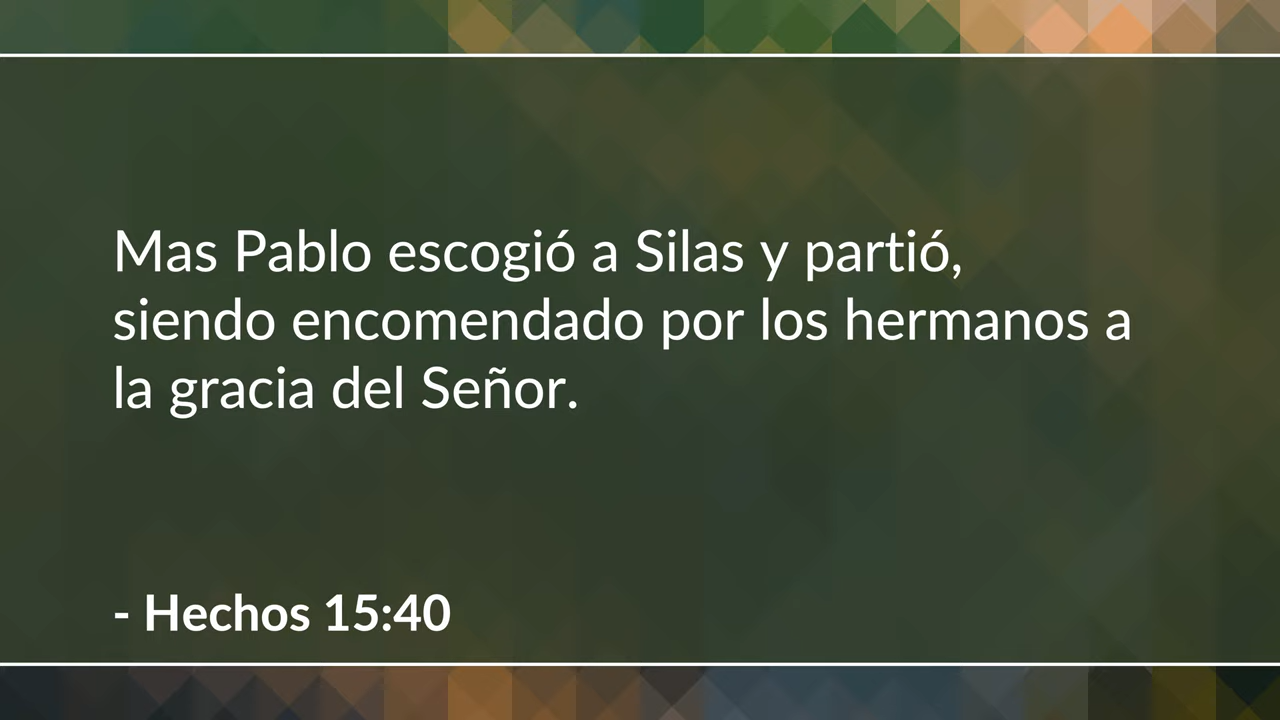 Mas Pablo escogió a Silas y partió,
siendo encomendado por los hermanos a
la gracia del Señor.
- Hechos 15:40